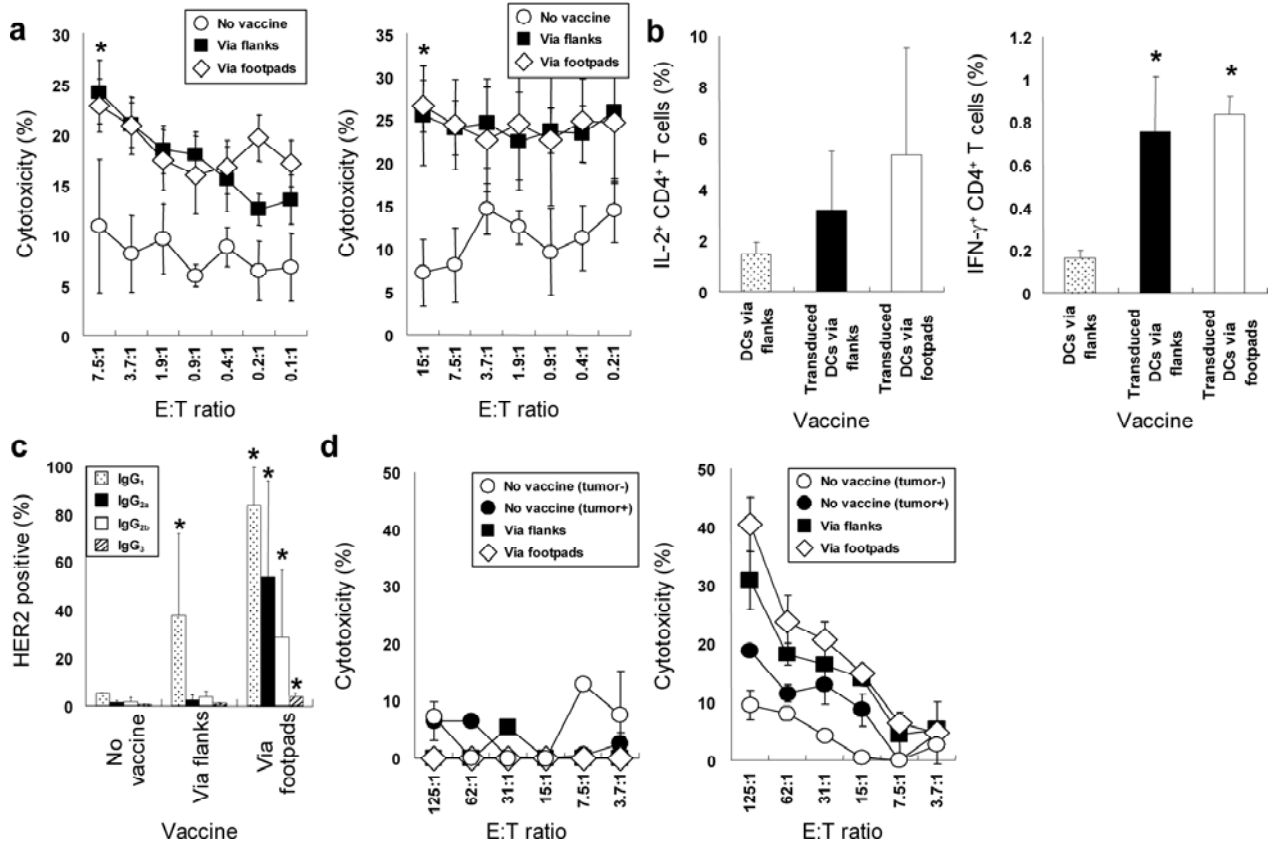 a
No vaccine
Via flanks
Via footpads
*
Cytotoxicity (%)
30
25
20
15
10
5
0
7.5:1
3.7:1
1.9:1
0.9:1
0.4:1
0.2:1
0.1:1
E:T ratio
No vaccine
Via flanks
Via footpads
*
Cytotoxicity (%)
35
30
25
20
15
10
5
0
15:1
7.5:1
3.7:1
1.9:1
0.9:1
0.4:1
0.2:1
E:T ratio
b
IL-2⁺ CD4⁺ T cells (%)
10
8
6
4
2
0
DCs via
flanks
Transduced
DCs via
flanks
Transduced
DCs via
footpads
Vaccine
IFN-γ⁺ CD4⁺ T cells (%)
1.2
1
0.8
0.6
0.4
0.2
0
*
*
DCs via
flanks
Transduced
DCs via
flanks
Transduced
DCs via
footpads
Vaccine
c
HER2 positive (%)
100
80
60
40
20
0
IgG₁
IgG₂ₐ
IgG₂b
IgG₃
*
*
*
*
*
No
vaccine
Via flanks
Via
footpads
Vaccine
d
No vaccine (tumor-)
No vaccine (tumor+)
Via flanks
Via footpads
Cytotoxicity (%)
50
40
30
20
10
0
125:1
62:1
31:1
15:1
7.5:1
3.7:1
E:T ratio
No vaccine (tumor-)
No vaccine (tumor+)
Via flanks
Via footpads
Cytotoxicity (%)
50
40
30
20
10
0
125:1
62:1
31:1
15:1
7.5:1
3.7:1
E:T ratio